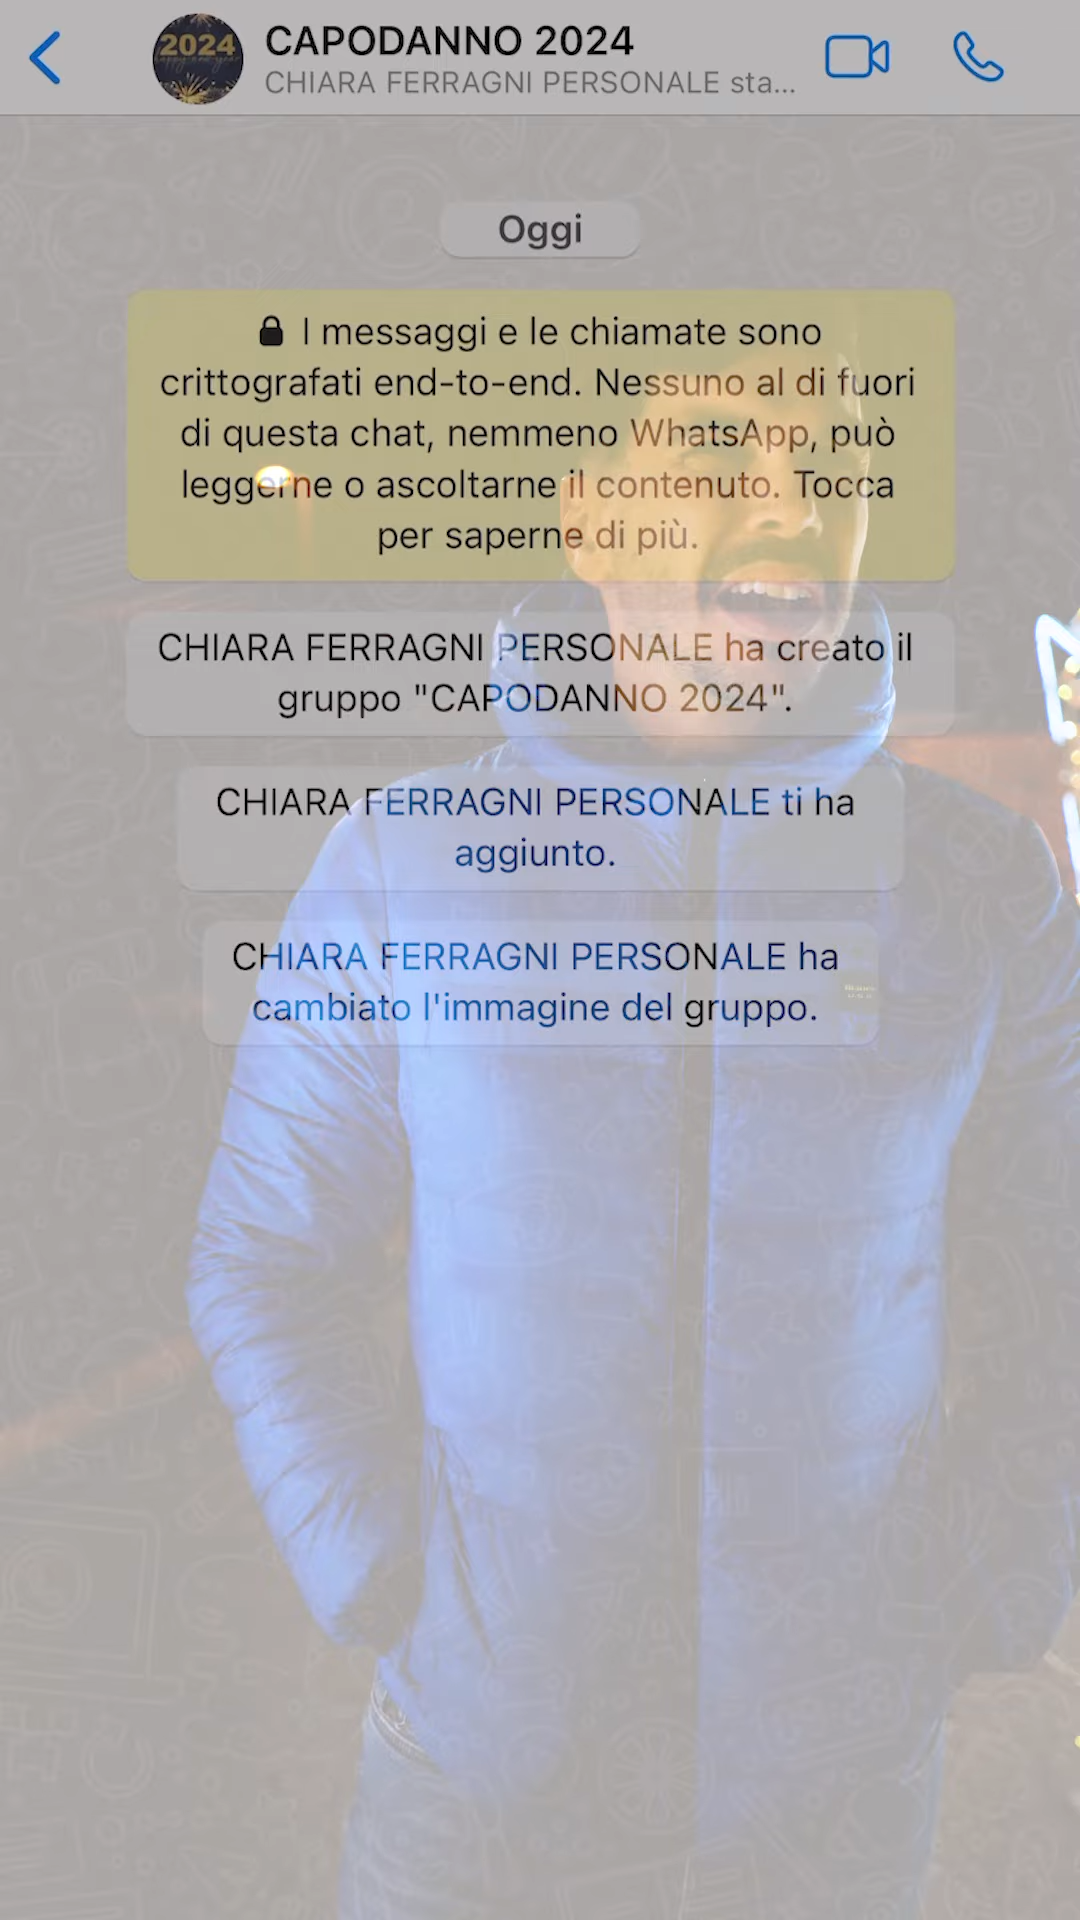 2024
happy new year
CAPODANNO 2024
CHIARA FERRAGNI PERSONALE sta...
Oggi
I messaggi e le chiamate sono
crittografati end-to-end. Nessuno al di fuori
di questa chat, nemmeno WhatsApp, può
leggerne o ascoltarne il contenuto. Tocca
per saperne di più.
CHIARA FERRAGNI PERSONALE ha creato il
gruppo "CAPODANNO 2024".
CHIARA FERRAGNI PERSONALE ti ha
aggiunto.
CHIARA FERRAGNI PERSONALE ha
cambiato l'immagine del gruppo.